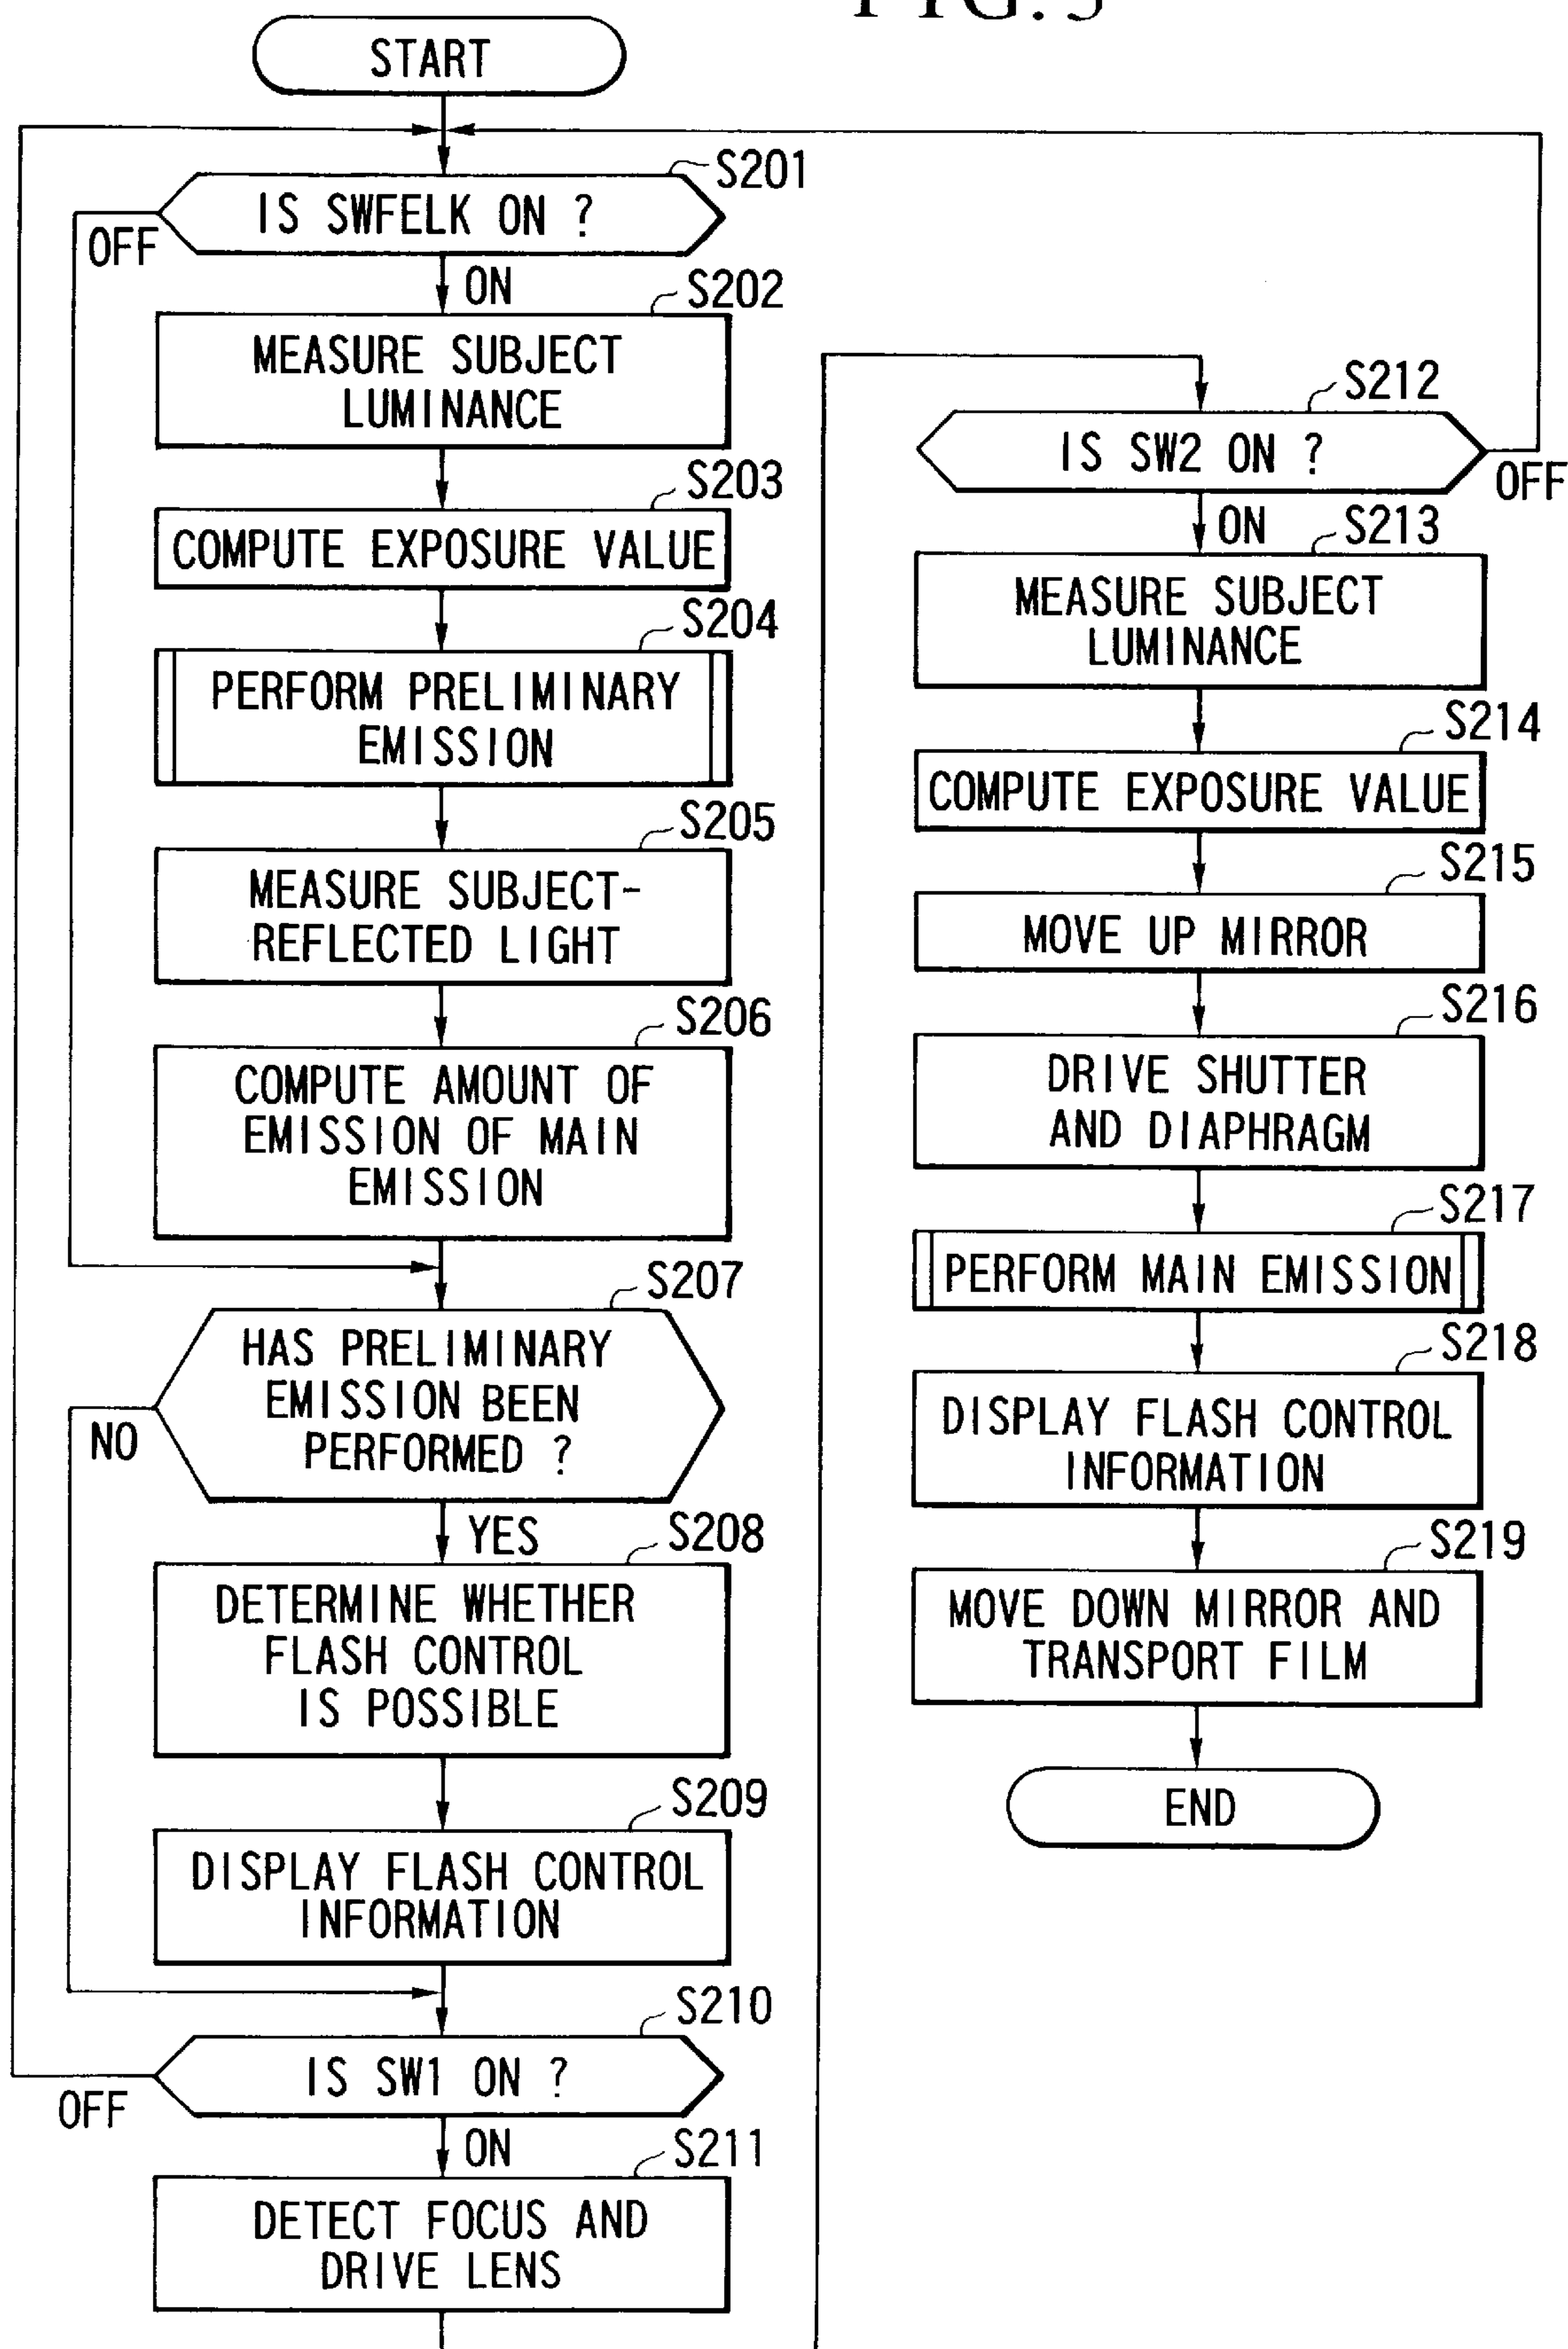 FIG. 5
START
S201
IS SWFELK ON ?
OFF
ON
S202
MEASURE SUBJECT
LUMINANCE
S203
COMPUTE EXPOSURE VALUE
S204
PERFORM PRELIMINARY
EMISSION
S205
MEASURE SUBJECT-
REFLECTED LIGHT
S206
COMPUTE AMOUNT OF
EMISSION OF MAIN
EMISSION
S207
HAS PRELIMINARY
EMISSION BEEN
PERFORMED ?
NO
YES
S208
DETERMINE WHETHER
FLASH CONTROL
IS POSSIBLE
S209
DISPLAY FLASH CONTROL
INFORMATION
S210
IS SW1 ON ?
OFF
ON
S211
DETECT FOCUS AND
DRIVE LENS
S212
IS SW2 ON ?
OFF
ON
S213
MEASURE SUBJECT
LUMINANCE
S214
COMPUTE EXPOSURE VALUE
S215
MOVE UP MIRROR
S216
DRIVE SHUTTER
AND DIAPHRAGM
S217
PERFORM MAIN EMISSION
S218
DISPLAY FLASH CONTROL
INFORMATION
S219
MOVE DOWN MIRROR AND
TRANSPORT FILM
END